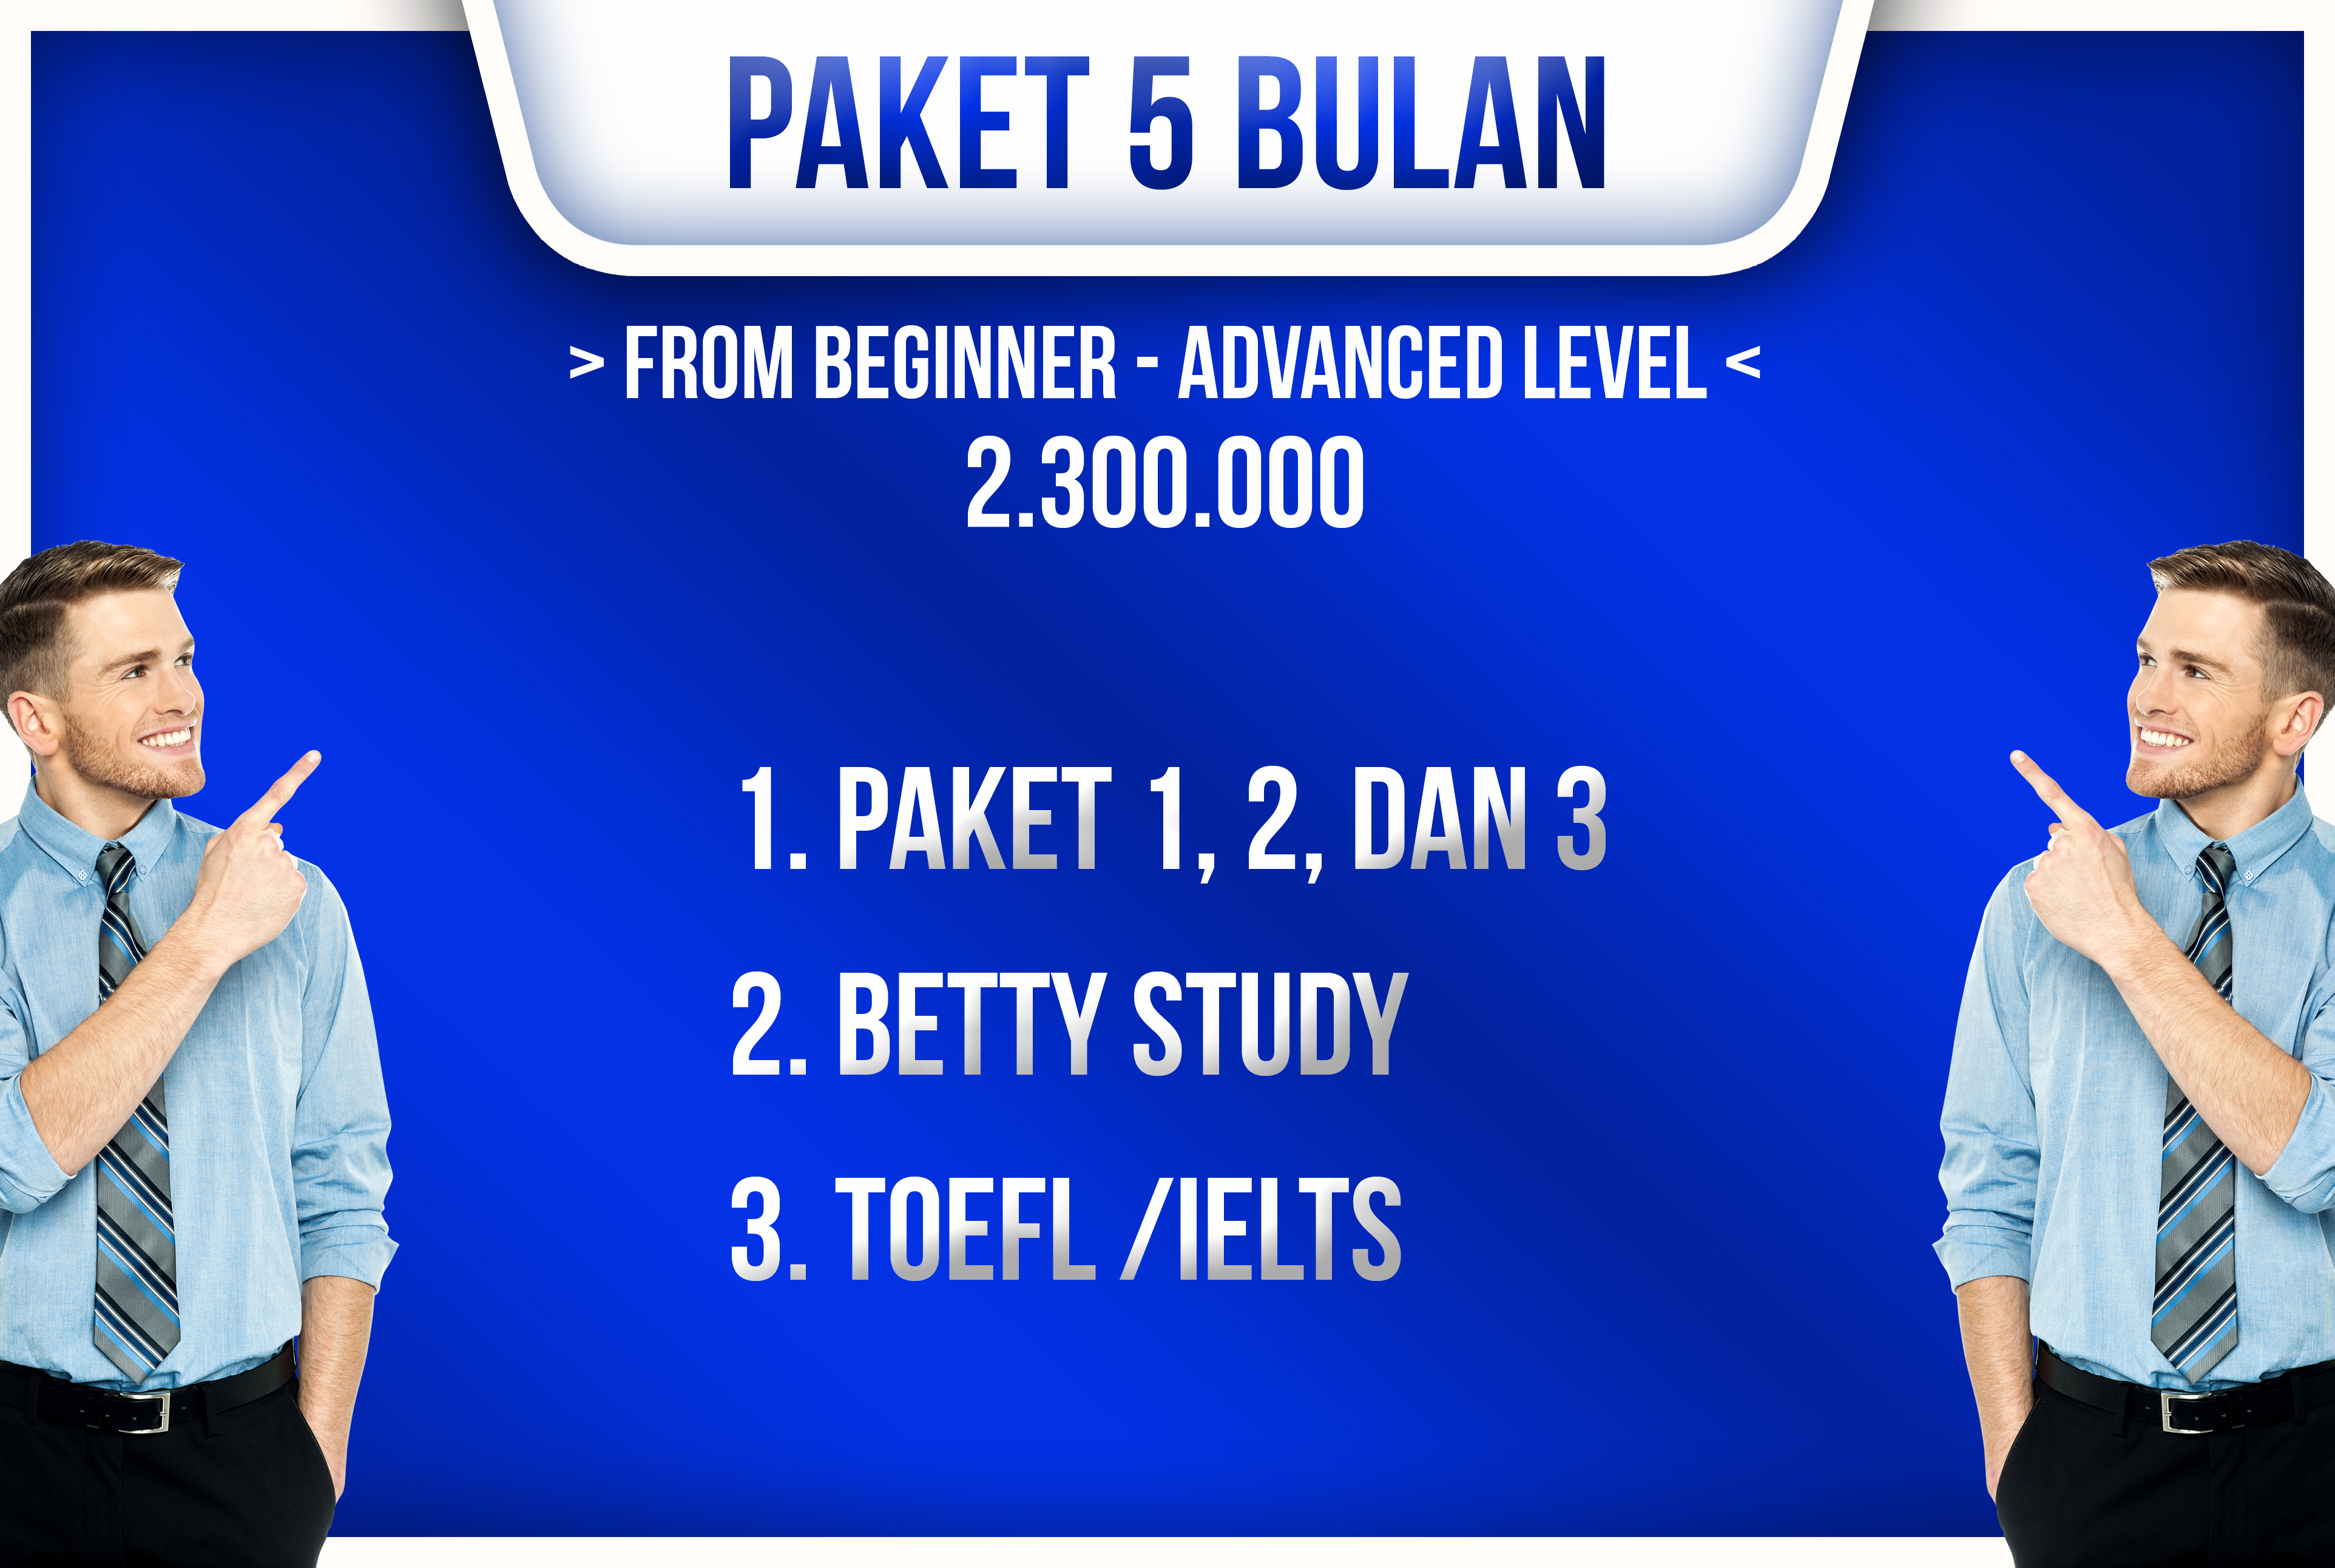 PAKET 5 BULAN
> FROM BEGINNER - ADVANCED LEVEL <
2.300.000
1. PAKET 1, 2, DAN 3
2. BETTY STUDY
3. TOEFL /IELTS